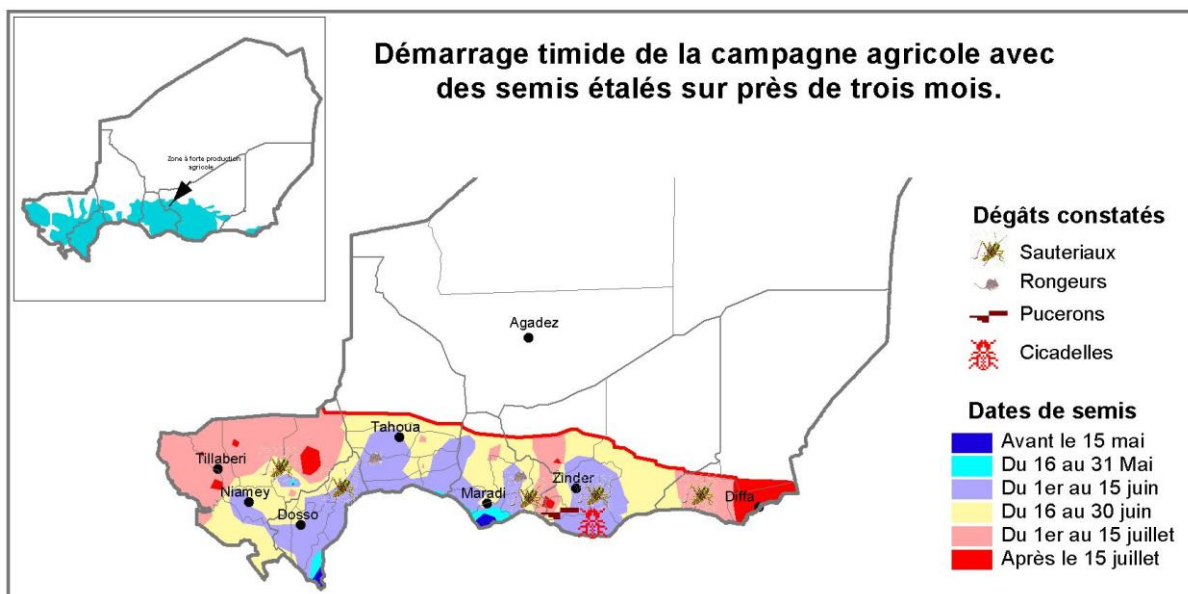 Démarrage timide de la campagne agricole avec
des semis étalés sur près de trois mois.
Zone à forte production
agricole
Dégâts constatés
Sauteriaux
Rongeurs
Pucerons
Cicadelles
Agadez
Tahoua
Tillaberi
Niamey
Dosso
Maradi
Zinder
Diffa
Dates de semis
Avant le 15 mai
Du 16 au 31 Mai
Du 1er au 15 juin
Du 16 au 30 juin
Du 1er au 15 juillet
Après le 15 juillet